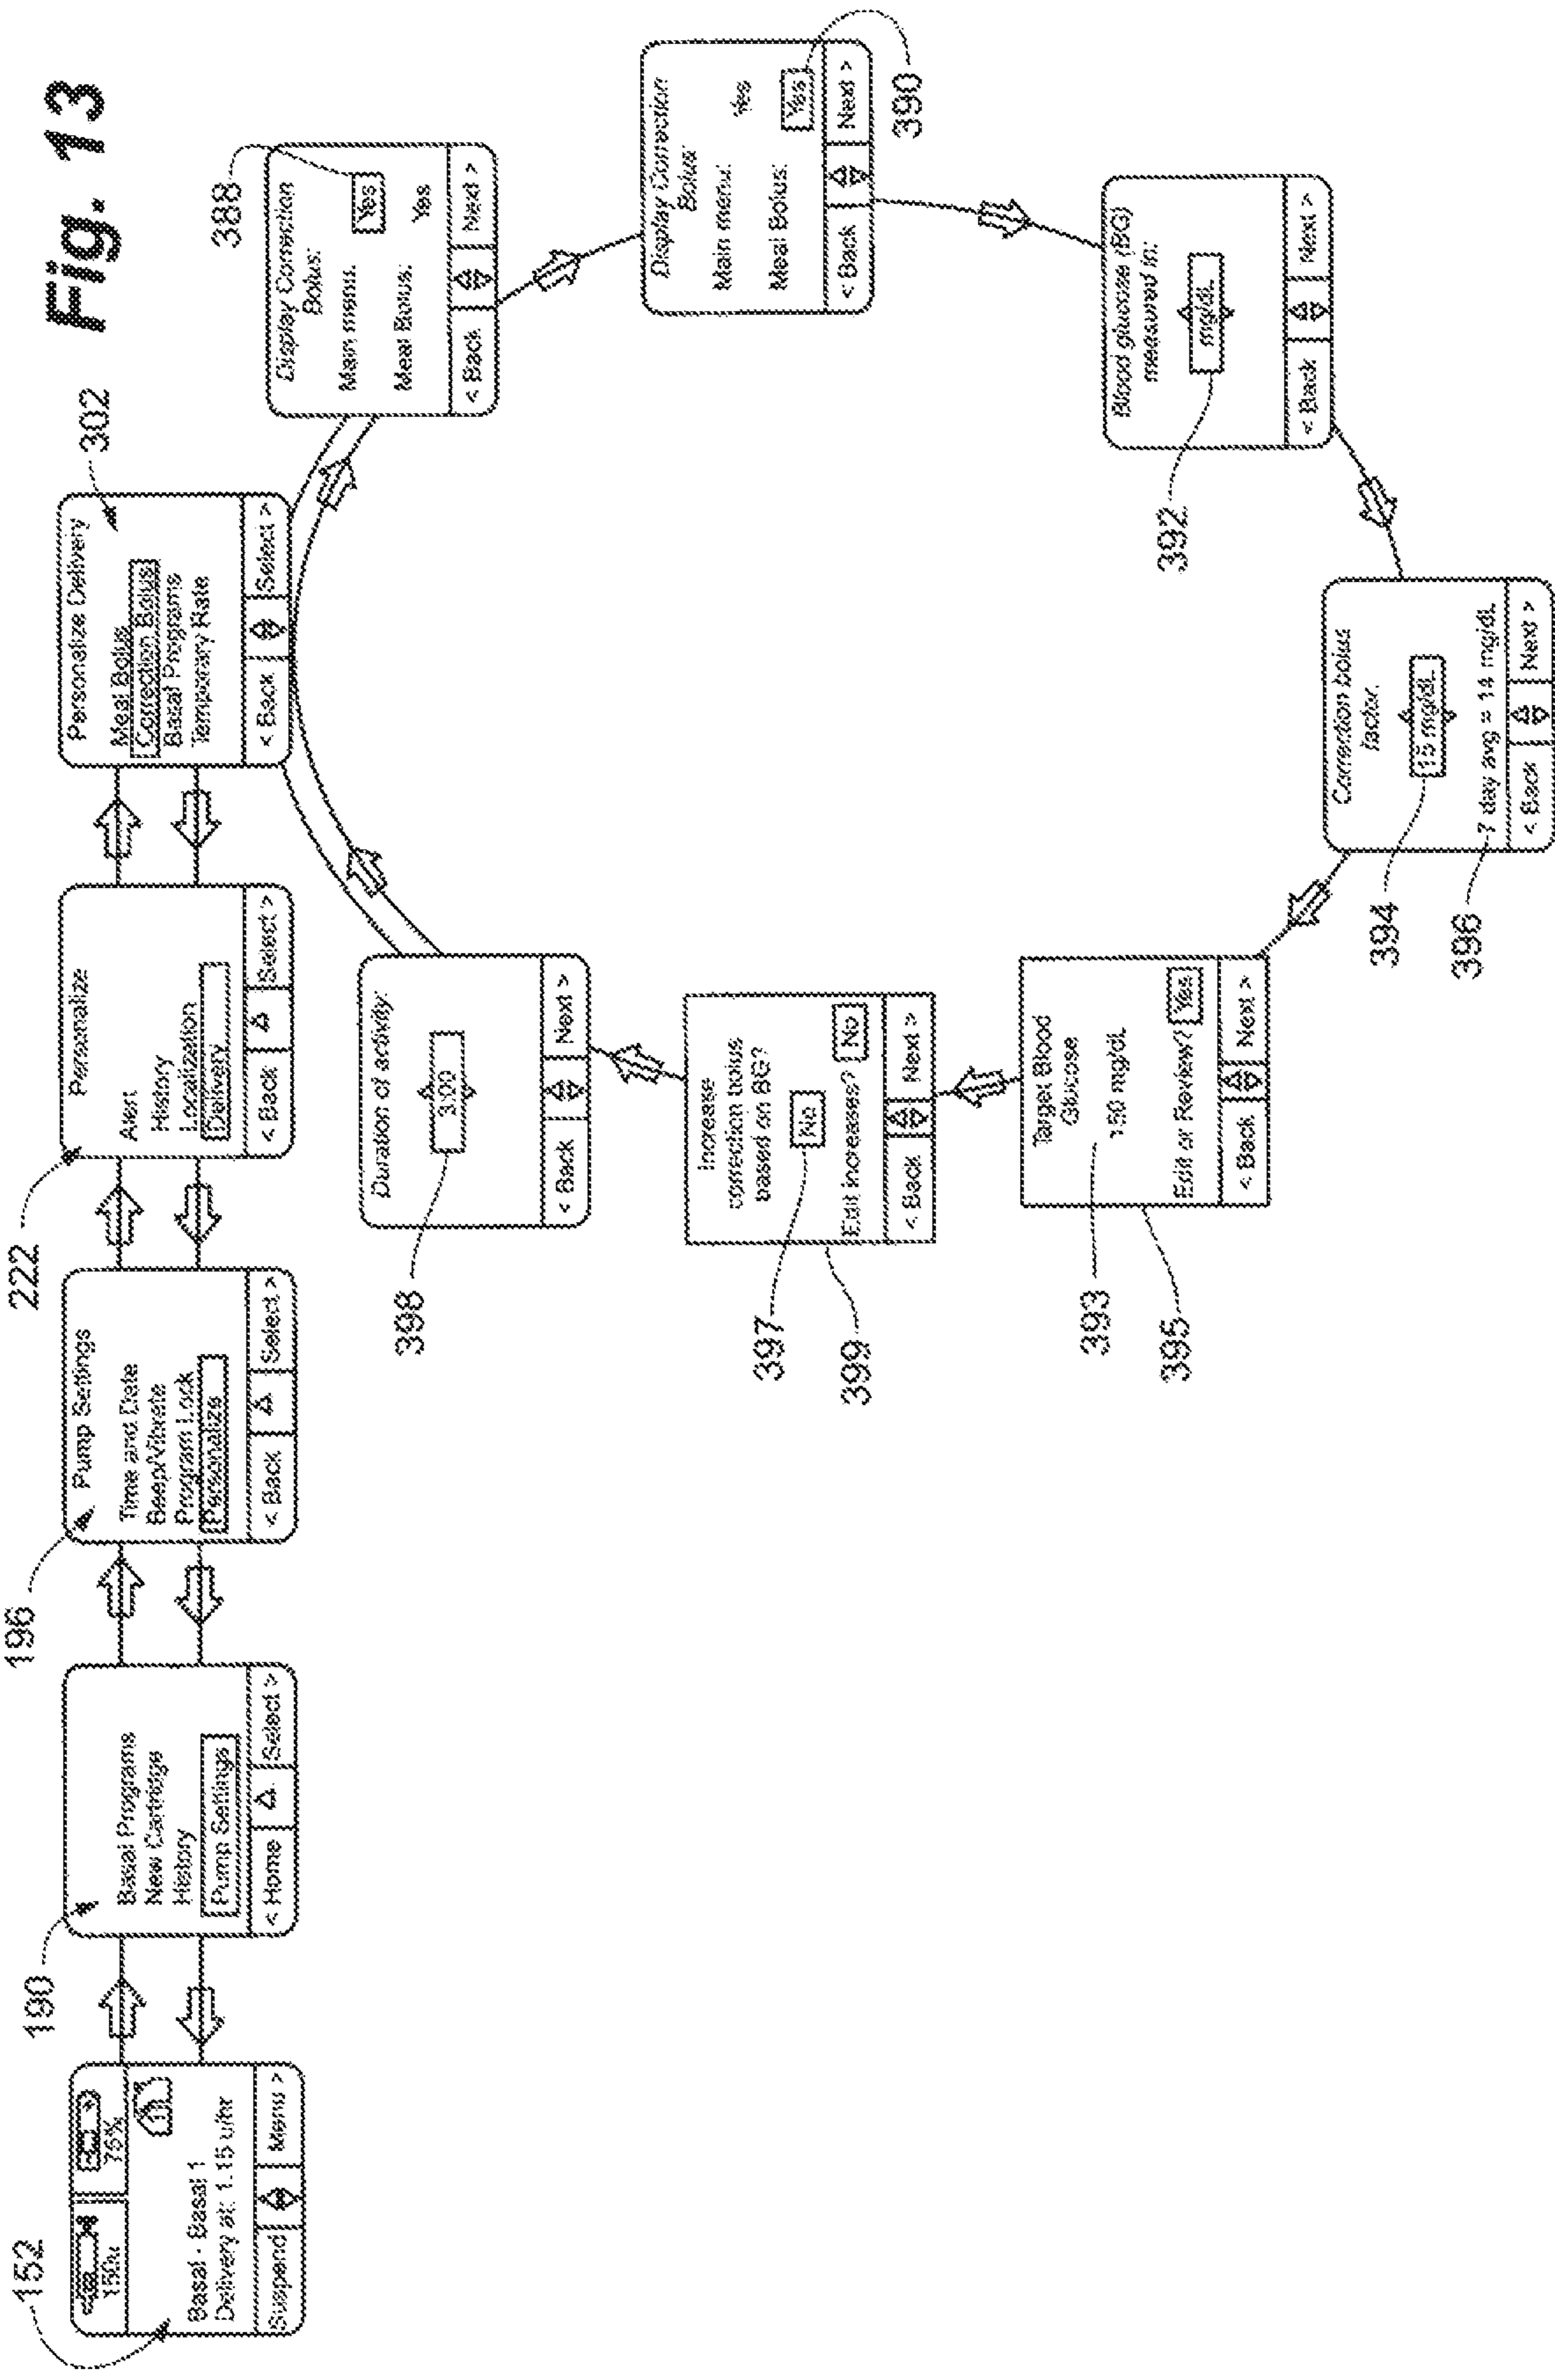 Fig. 13
152
150u
75%
Basal - Basal 1
Delivery at: 1.15 u/hr
Suspend
Menu >
190
Basal Programs
New Cartridge
History
Pump Settings
< Home
Select >
196
Pump Settings
Time and Date
Beep/Vibrate
Program Lock
Personalize
< Back
Select >
222
Personalize
Alert
History
Localization
Delivery
< Back
Select >
302
Personalize Delivery
Meal Bolus
Correction Bolus
Basal Programs
Temporary Rate
< Back
Select >
388
Display Correction
Bolus:
Main menu: Yes
Meal Bolus: Yes
< Back
Next >
Display Correction
Bolus:
Main menu: Yes
Meal Bolus: Yes
< Back
Next >
390
Blood glucose (BG)
measured in:
mg/dL
< Back
Next >
392
Correction bolus
factor:
15 mg/dL
7 day avg = 14 mg/dL
< Back
Next >
394
396
Target Blood
Glucose
150 mg/dL
Edit or Review? Yes
< Back
Next >
393
395
Increase
correction bolus
based on BG?
No
Edit increases? No
< Back
Next >
397
399
Duration of activity:
3:00
< Back
Next >
398